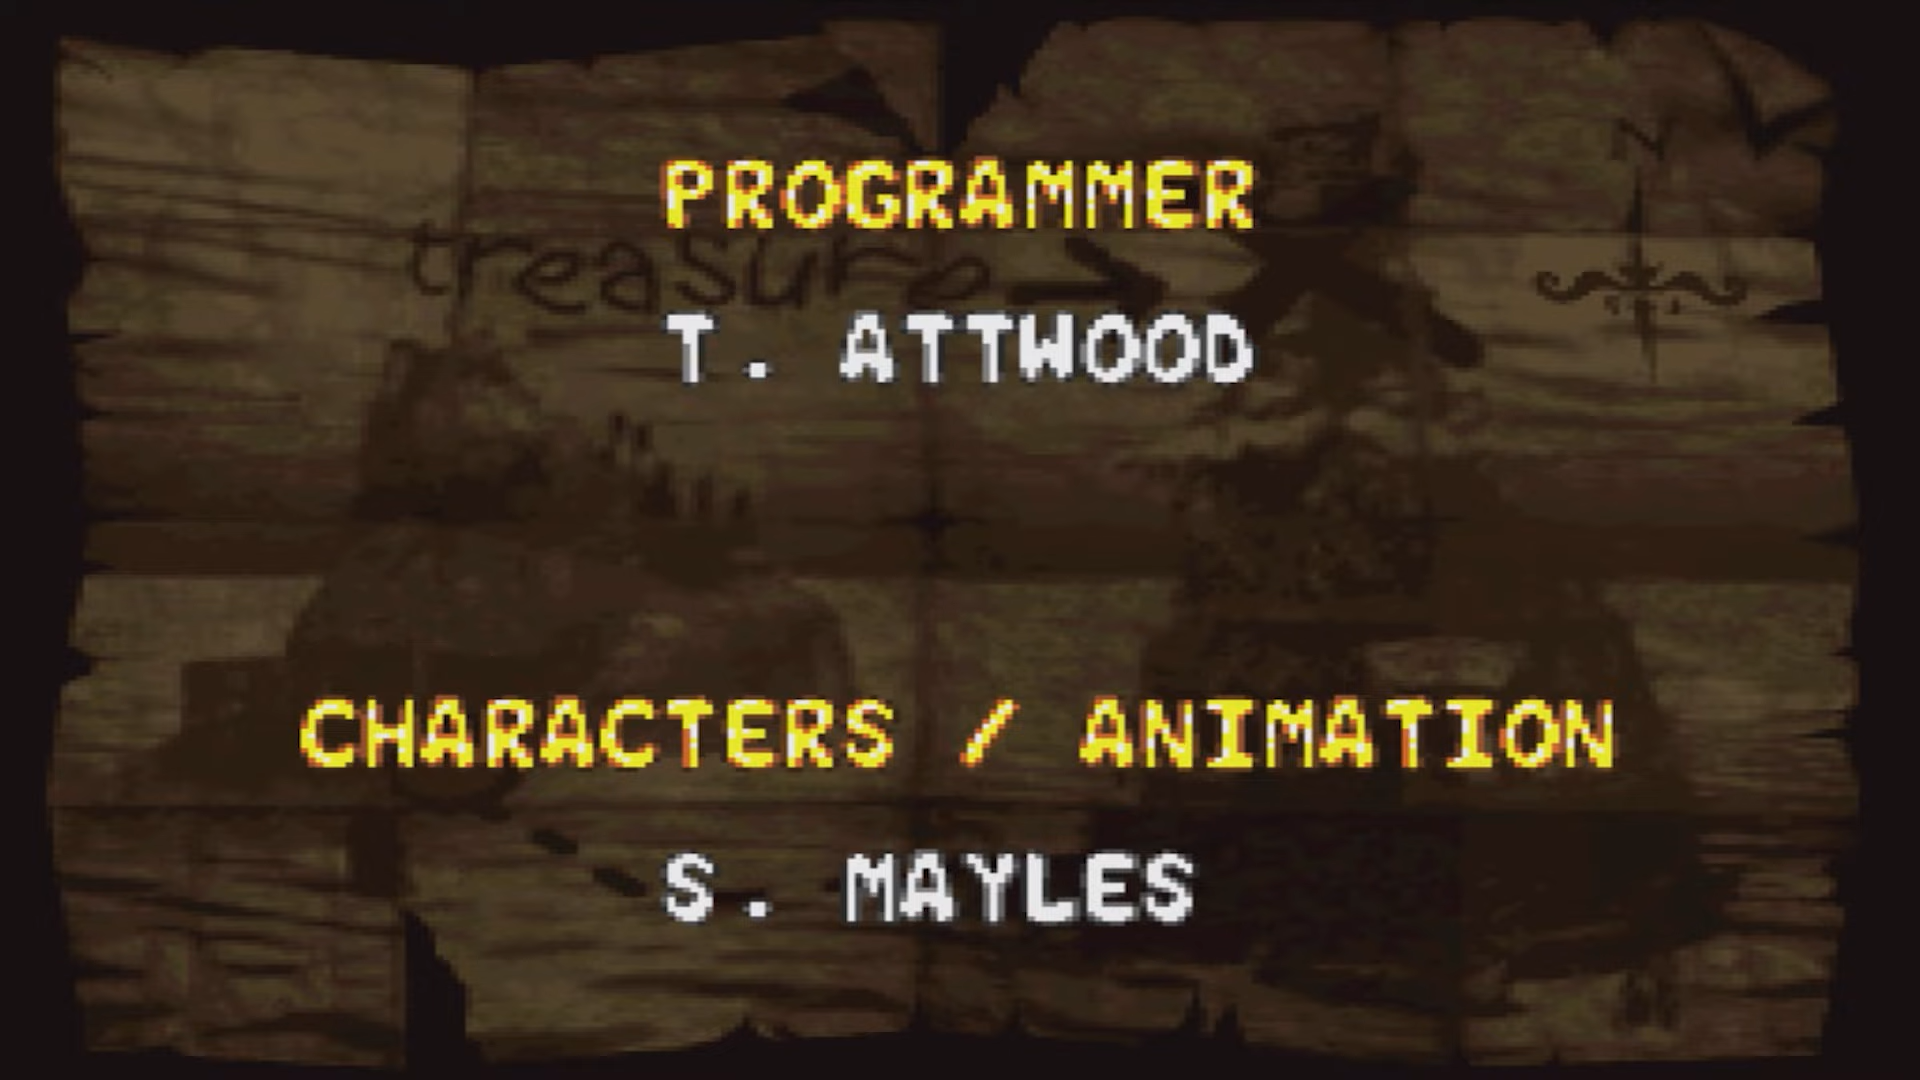 PROGRAMMER
treasure
N
T. ATTWOOD
CHARACTERS / ANIMATION
S. MAYLES